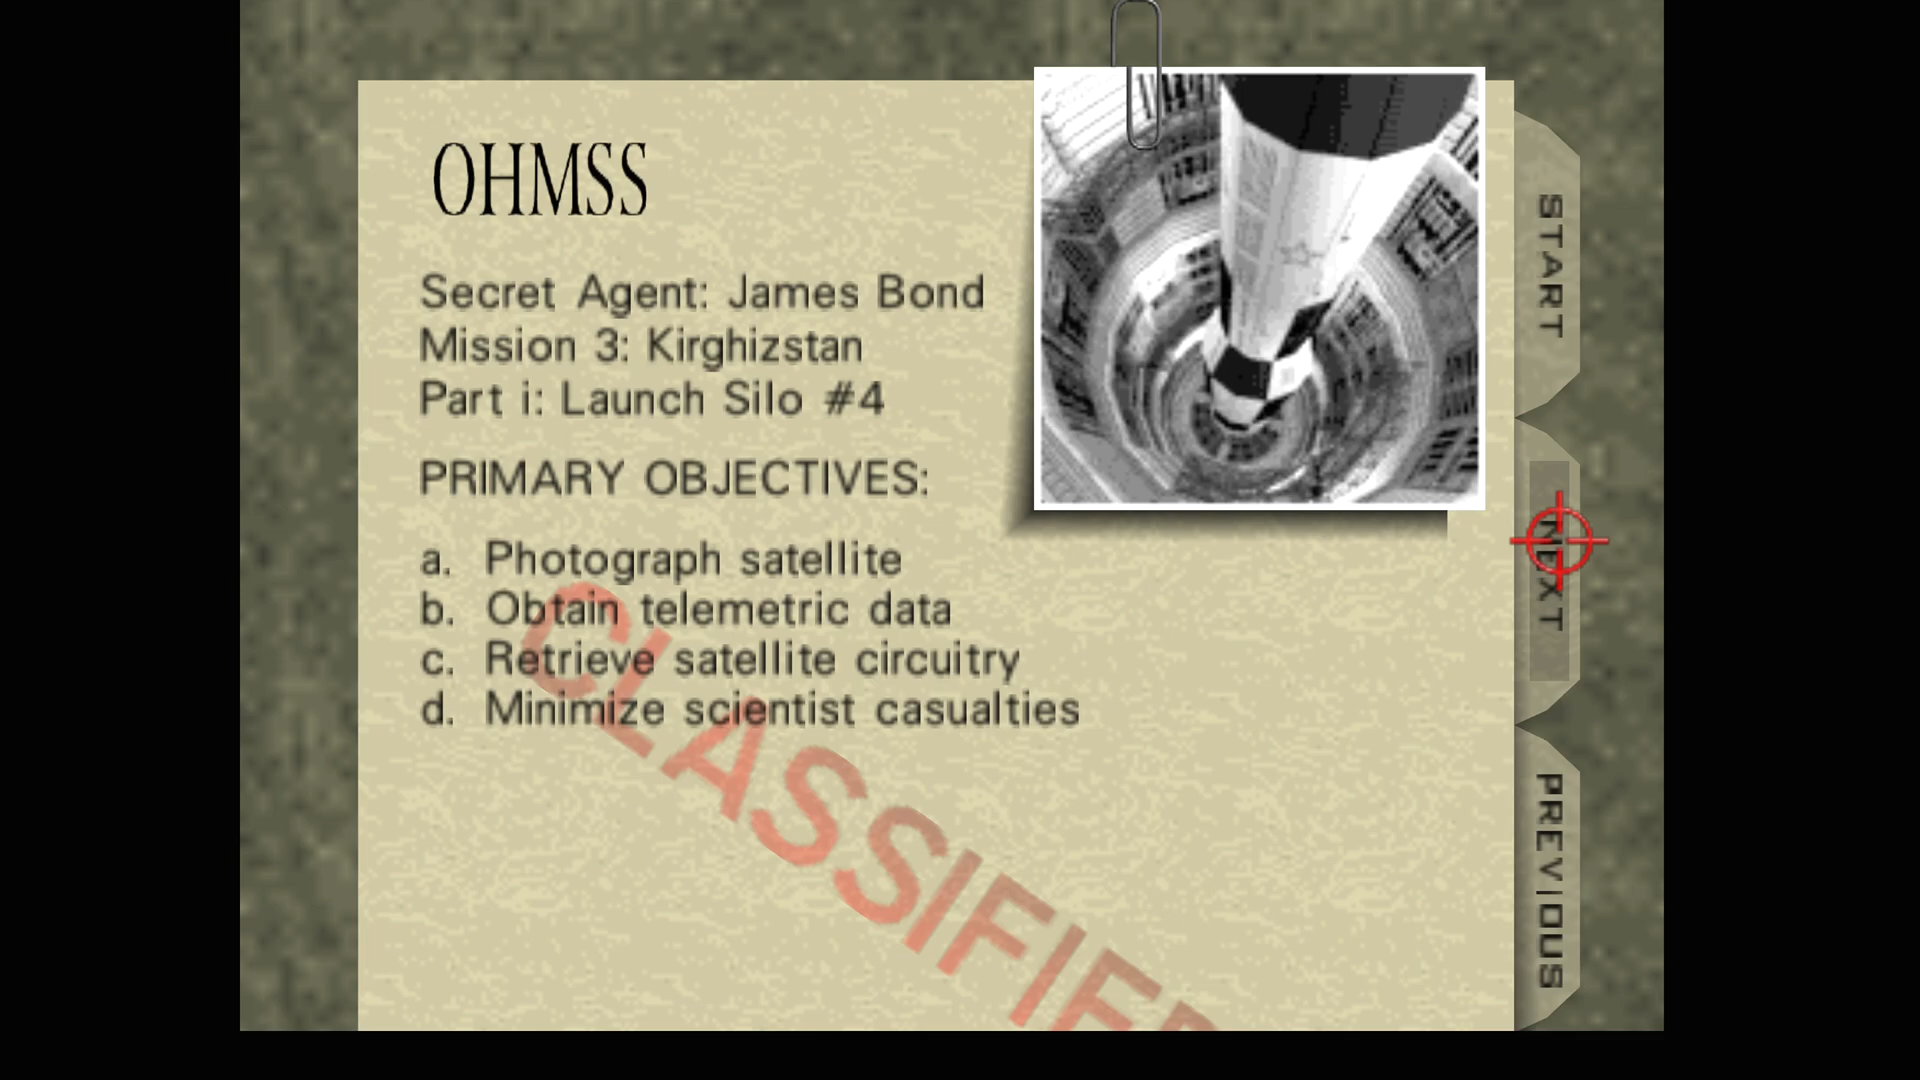 OHMSS
Secret Agent: James Bond
Mission 3: Kirghizstan
Part i: Launch Silo #4
PRIMARY OBJECTIVES:
a. Photograph satellite
b. Obtain telemetric data
c. Retrieve satellite circuitry
d. Minimize scientist casualties
CLASSIFIED
START
NEXT
PREVIOUS